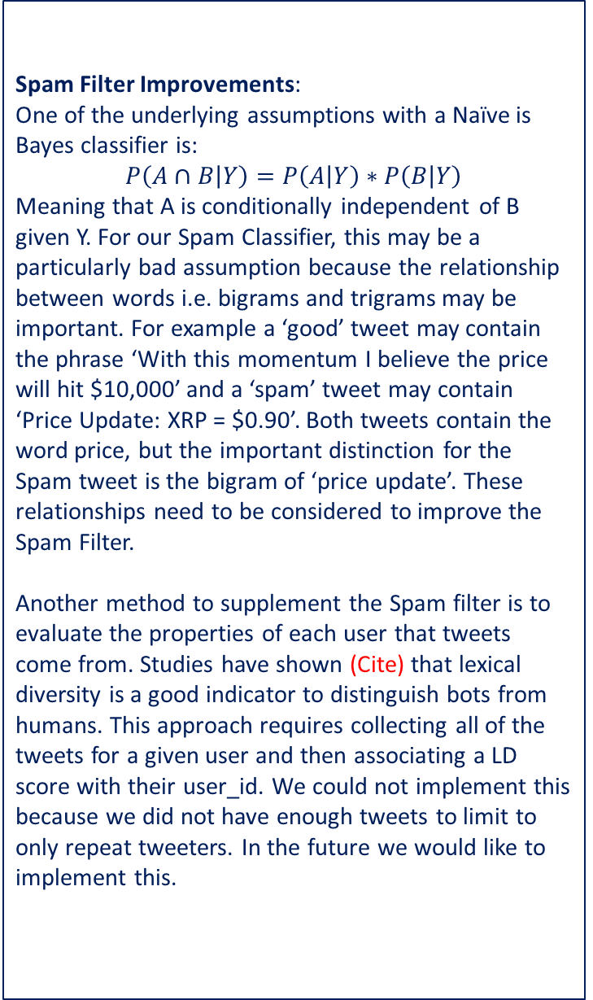 Spam Filter Improvements:
One of the underlying assumptions with a Naïve is
Bayes classifier is:
𝑃(𝐴 ∩ 𝐵|𝑌) = 𝑃(𝐴|𝑌) ∗ 𝑃(𝐵|𝑌)
Meaning that A is conditionally independent of B
given Y. For our Spam Classifier, this may be a
particularly bad assumption because the relationship
between words i.e. bigrams and trigrams may be
important. For example a ‘good’ tweet may contain
the phrase ‘With this momentum I believe the price
will hit $10,000’ and a ‘spam’ tweet may contain
‘Price Update: XRP = $0.90’. Both tweets contain the
word price, but the important distinction for the
Spam tweet is the bigram of ‘price update’. These
relationships need to be considered to improve the
Spam Filter.
Another method to supplement the Spam filter is to
evaluate the properties of each user that tweets
come from. Studies have shown (Cite) that lexical
diversity is a good indicator to distinguish bots from
humans. This approach requires collecting all of the
tweets for a given user and then associating a LD
score with their user_id. We could not implement this
because we did not have enough tweets to limit to
only repeat tweeters. In the future we would like to
implement this.